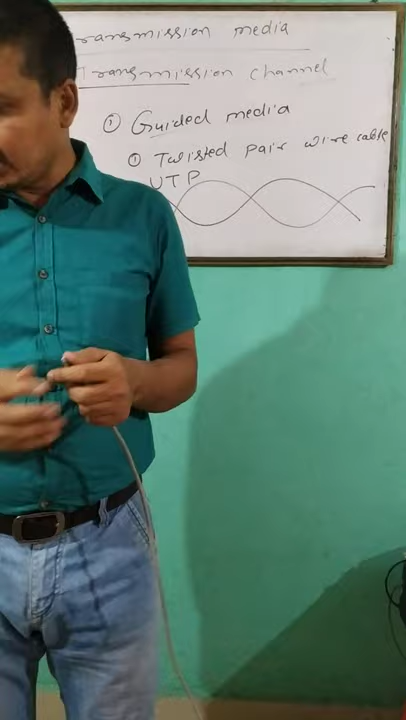 ransmission media
Transmission channel
① Guided media
① Twisted pair wire cable
UTP